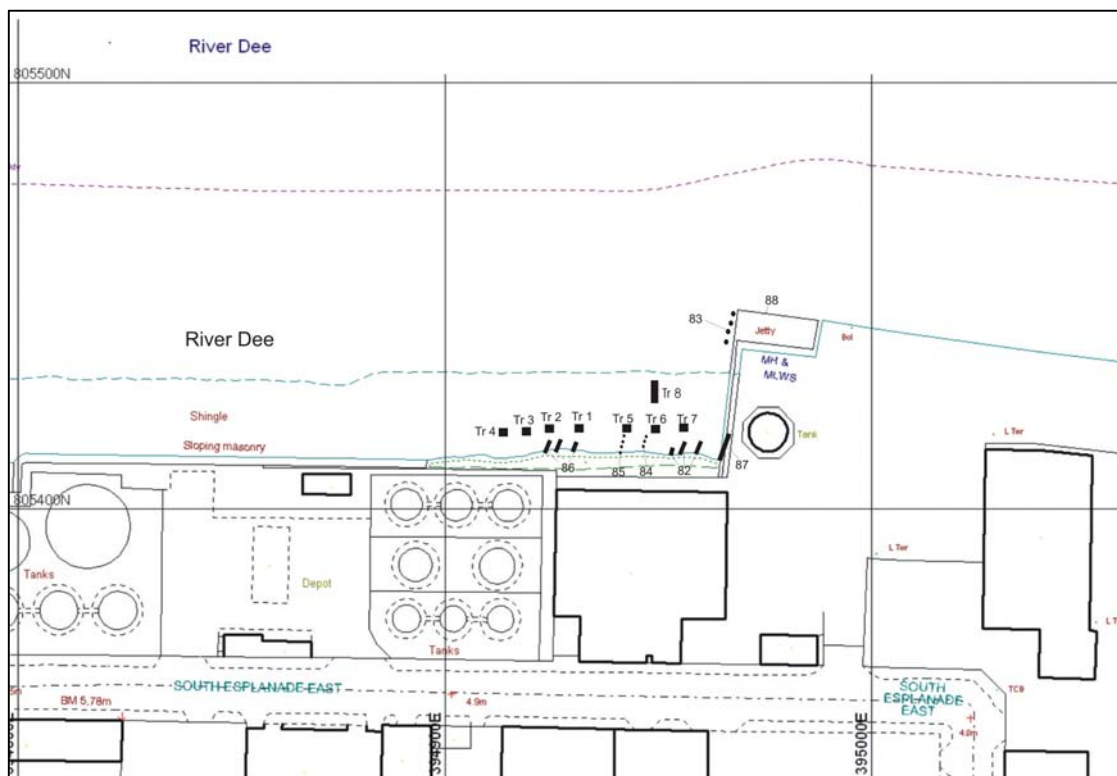 River Dee
805500N
River Dee
88
83
Jetty
Bol
MH &
MLWS
Tr 8
Shingle
Tr 4
Tr 3
Tr 2
Tr 1
Tr 5
Tr 6
Tr 7
Tank
L Ter
Sloping masonry
86
85
84
82
87
805400N
L Ter
Tanks
Depot
Tanks
SOUTH ESPLANADE EAST
SOUTH
ESPLANADE
EAST
TCB
BM 5.78m
4.9m
394900E
395000E